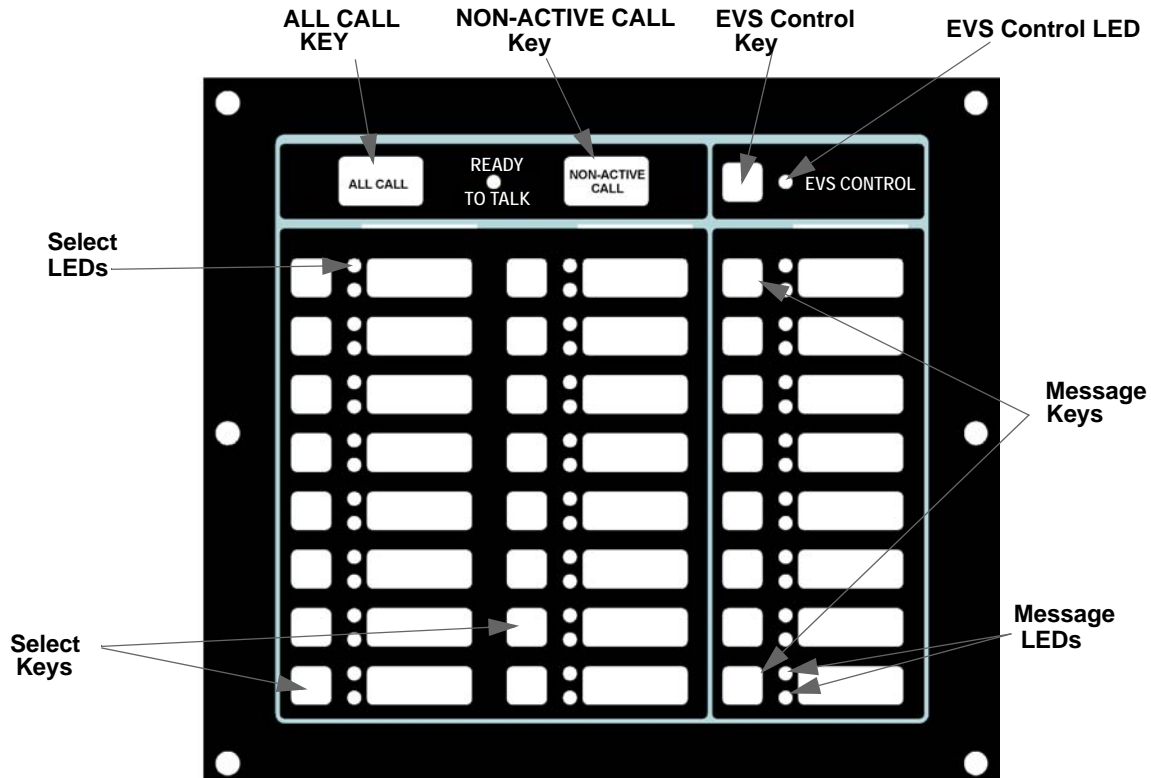 ALL CALL
KEY
NON-ACTIVE CALL
Key
EVS Control
Key
EVS Control LED
ALL CALL
READY
TO TALK
NON-ACTIVE
CALL
EVS CONTROL
Select
LEDs
Message
Keys
Select
Keys
Message
LEDs